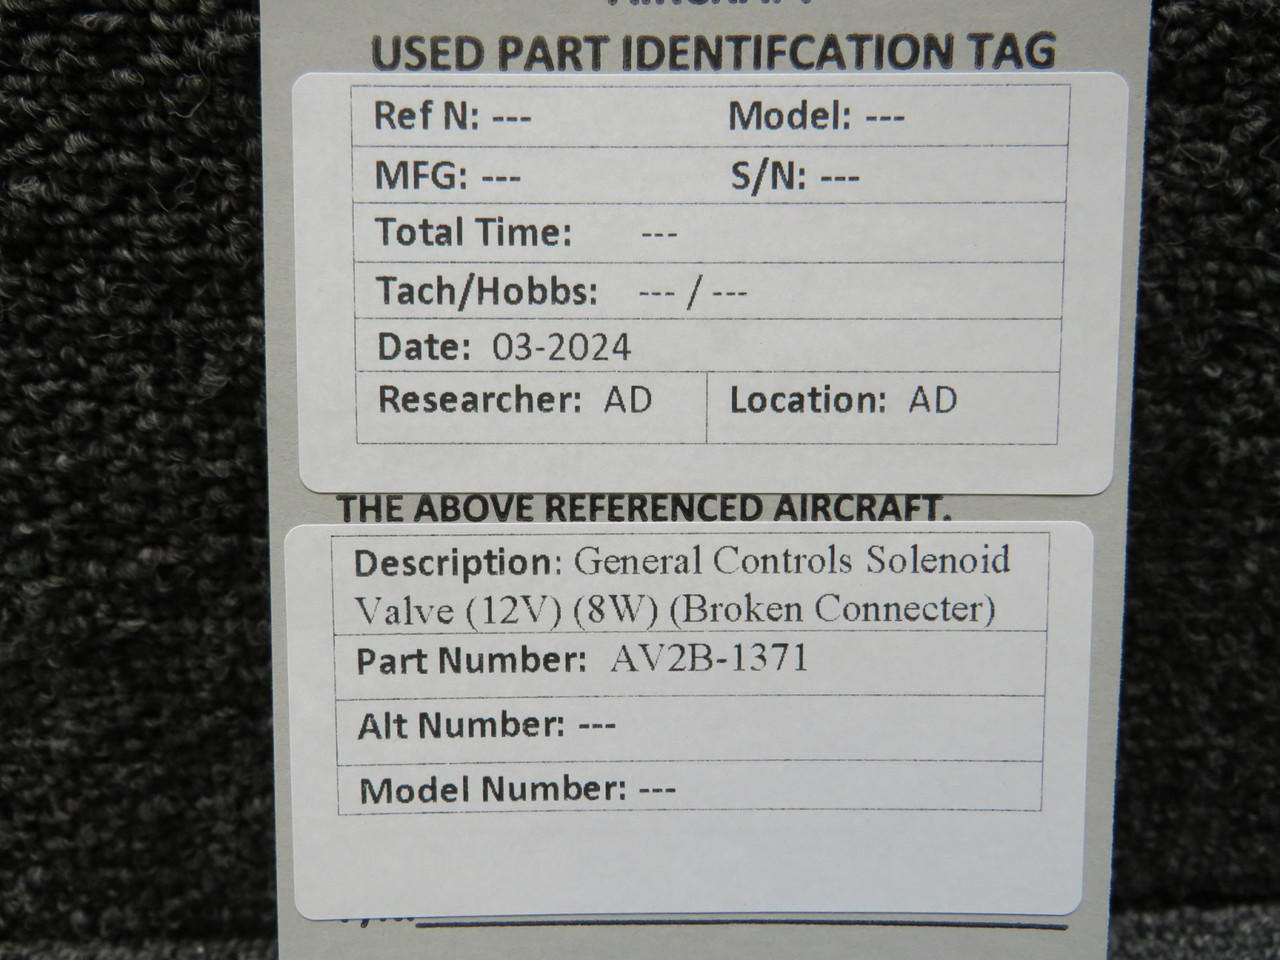 USED PART IDENTIFCATION TAG
Ref N: --- Model: ---
MFG: --- S/N: ---
Total Time: ---
Tach/Hobbs: --- / ---
Date: 03-2024
Researcher: AD Location: AD
THE ABOVE REFERENCED AIRCRAFT.
Description: General Controls Solenoid
Valve (12V) (8W) (Broken Connecter)
Part Number: AV2B-1371
Alt Number: ---
Model Number: ---